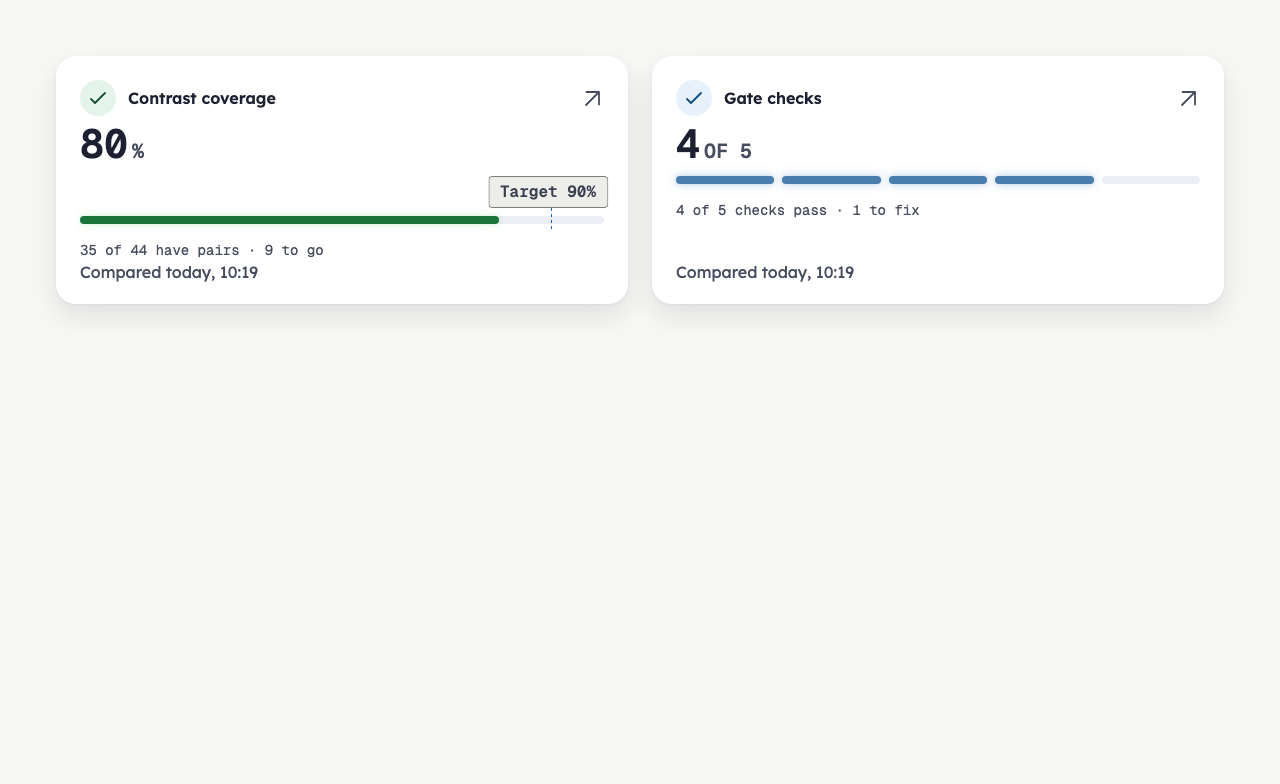 Contrast coverage
80%
Target 90%
35 of 44 have pairs · 9 to go
Compared today, 10:19
Gate checks
4 OF 5
4 of 5 checks pass · 1 to fix
Compared today, 10:19